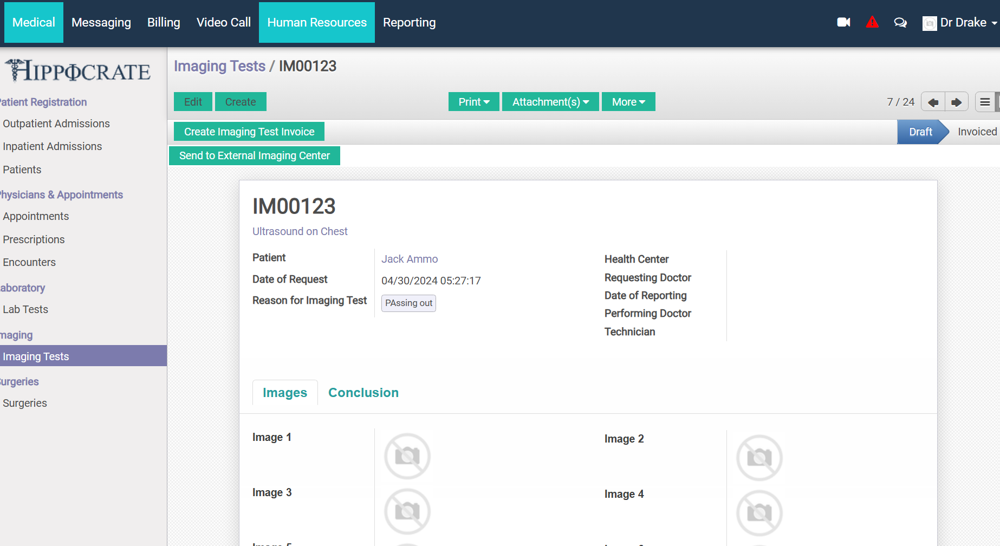 Medical Messaging Billing Video Call Human Resources Reporting Dr Drake
HIPPOCRATE
Imaging Tests / IM00123
Edit Create Print Attachment(s) More 7 / 24
Create Imaging Test Invoice Draft Invoiced
Send to External Imaging Center
atient Registration
Outpatient Admissions
Inpatient Admissions
Patients
hysicians & Appointments
Appointments
Prescriptions
Encounters
aboratory
Lab Tests
maging
Imaging Tests
urgeries
Surgeries
IM00123
Ultrasound on Chest
Patient Jack Ammo
Date of Request 04/30/2024 05:27:17
Reason for Imaging Test PAssing out
Health Center
Requesting Doctor
Date of Reporting
Performing Doctor
Technician
Images Conclusion
Image 1 Image 2
Image 3 Image 4